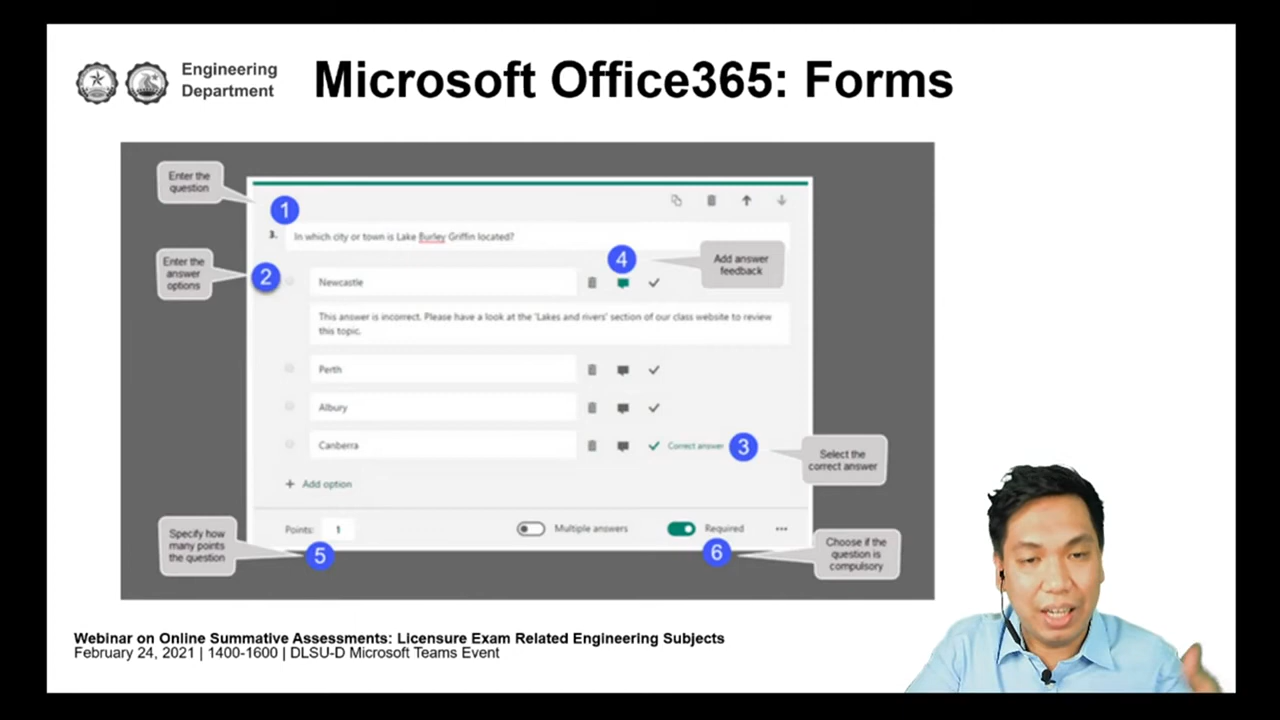 Engineering
Department
Microsoft Office365: Forms
Enter the
question
1
3.
In which city or town is Lake Burley Griffin located?
Enter the
answer
options
2
4
Add answer
feedback
Newcastle
This answer is incorrect. Please have a look at the 'Lakes and rivers' section of our class website to review
this topic.
Perth
Albury
Canberra
Correct answer
3
Select the
correct answer
+ Add option
Specify how
many points
the question
Points:
1
5
Multiple answers
Required
6
Choose if the
question is
compulsory
Webinar on Online Summative Assessments: Licensure Exam Related Engineering Subjects
February 24, 2021 | 1400-1600 | DLSU-D Microsoft Teams Event